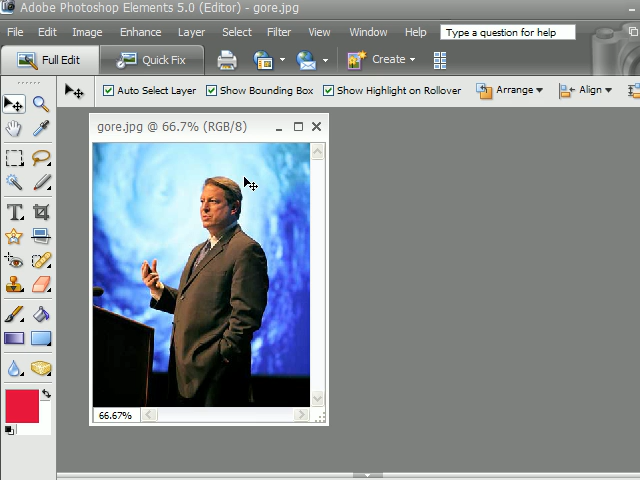 Adobe Photoshop Elements 5.0 (Editor) - gore.jpg
File Edit Image Enhance Layer Select Filter View Window Help Type a question for help
Full Edit Quick Fix Create
Auto Select Layer Show Bounding Box Show Highlight on Rollover Arrange Align
gore.jpg @ 66.7% (RGB/8)
T
66.67%